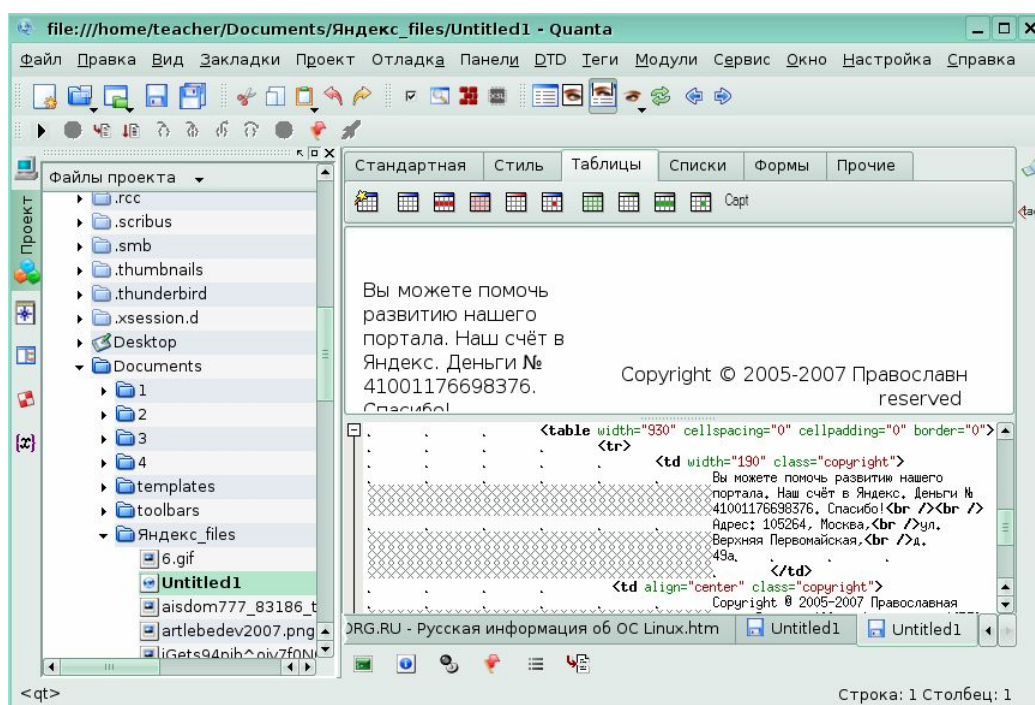 file:///home/teacher/Documents/Яндекс_files/Untitled1 - Quanta
Файл Правка Вид Закладки Проект Отладка Панели DTD Теги Модули Сервис Окно Настройка Справка
Файлы проекта
Проект
.rcc
.scribus
.smb
.thumbnails
.thunderbird
.xsession.d
Desktop
Documents
1
2
3
4
templates
toolbars
Яндекс_files
6.gif
Untitled1
aisdom777_83186_t
artlebedev2007.png
Стандартная Стиль Таблицы Списки Формы Прочие
Capt
Вы можете помочь
развитию нашего
портала. Наш счёт в
Яндекс. Деньги №
41001176698376.
Спасибо!
Copyright © 2005-2007 Православн
reserved
<table width="930" cellspacing="0" cellpadding="0" border="0">
<tr>
<td width="190" class="copyright">
Вы можете помочь развитию нашего
портала. Наш счёт в Яндекс. Деньги №
41001176698376. Спасибо!<br /><br />
Адрес: 105264, Москва,<br />ул.
Верхняя Первомайская,<br />д.
49а.
</td>
<td align="center" class="copyright">
Copyright © 2005-2007 Православная
ORG.RU - Русская информация об ОС Linux.htm Untitled1 Untitled1
<qt>
Строка: 1 Столбец: 1